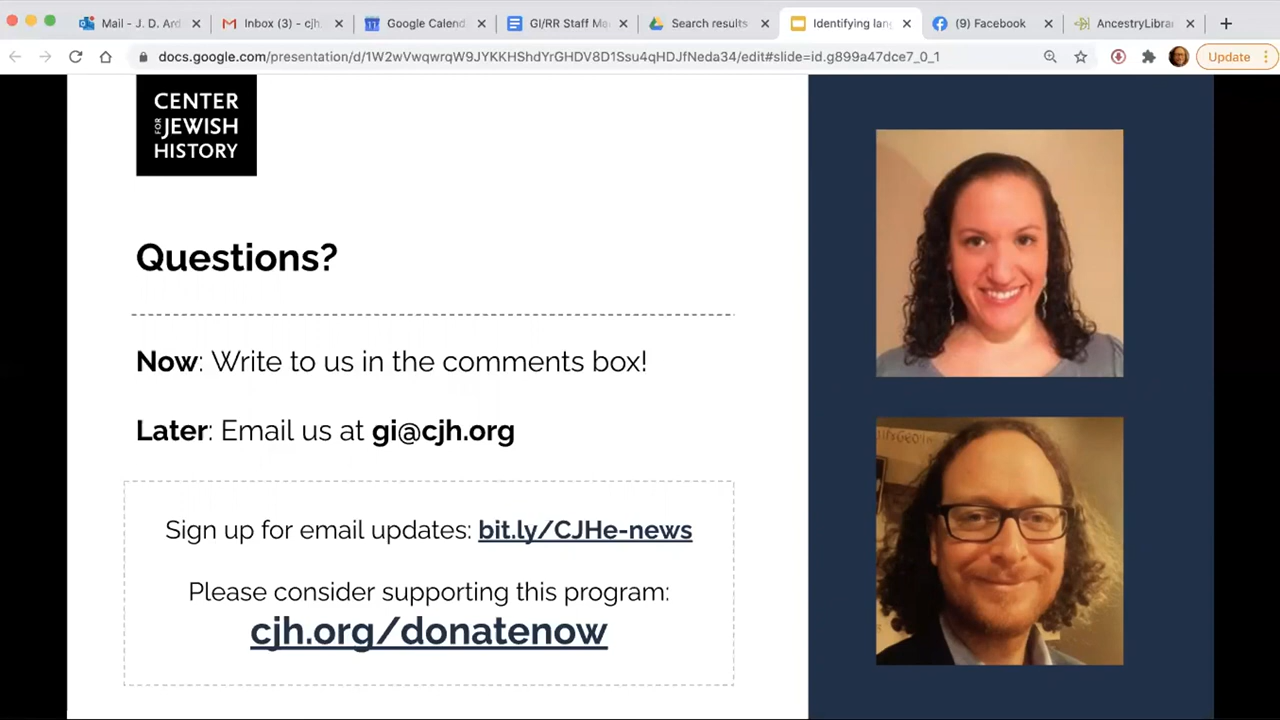 Mail - J. D. Ard
Inbox (3) - cjh.
Google Calend
GI/RR Staff Me
Search results
Identifying lan
(9) Facebook
AncestryLibra
docs.google.com/presentation/d/1W2wVwqwrqW9JYKKHShdYrGHDV8D1Ssu4qHDJfNeda34/edit#slide=id.g899a47dce7_0_1
Update
CENTER
FOR JEWISH
HISTORY
Questions?
Now: Write to us in the comments box!
Later: Email us at gi@cjh.org
Sign up for email updates: bit.ly/CJHe-news
Please consider supporting this program:
cjh.org/donatenow